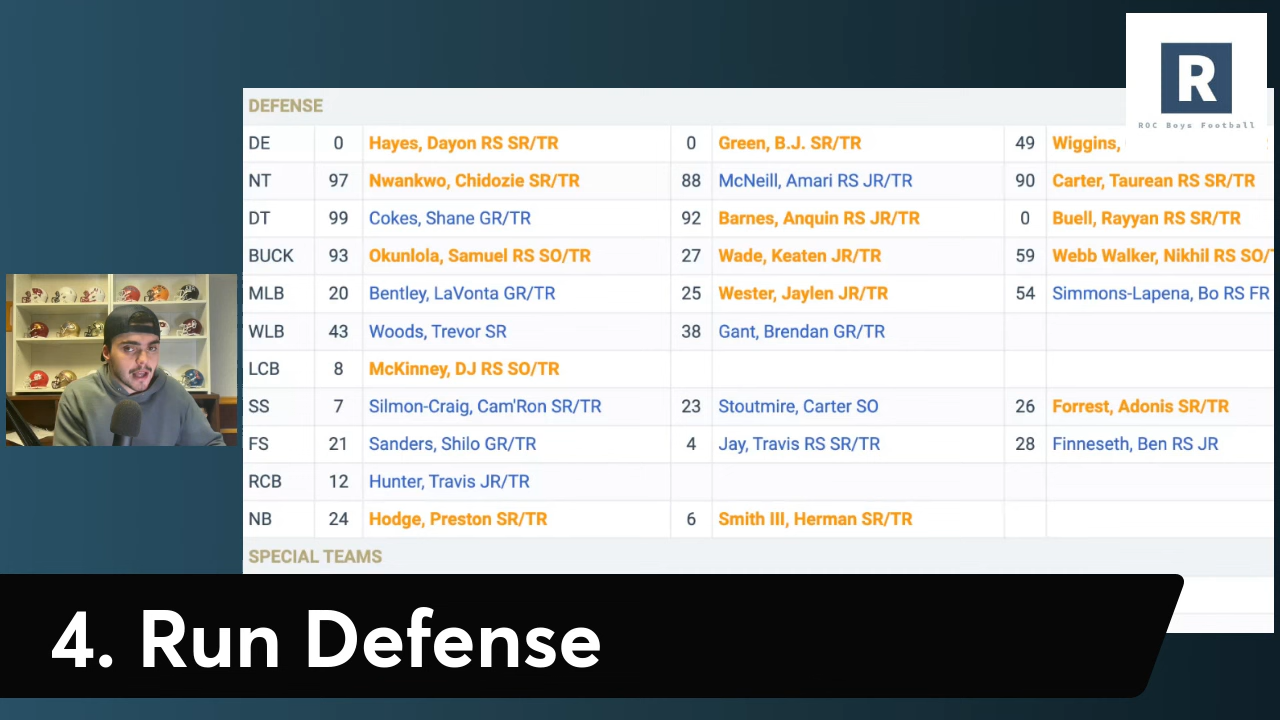 R
ROC Boys Football
DEFENSE
DE 0 Hayes, Dayon RS SR/TR 0 Green, B.J. SR/TR 49 Wiggins,
NT 97 Nwankwo, Chidozie SR/TR 88 McNeill, Amari RS JR/TR 90 Carter, Taurean RS SR/TR
DT 99 Cokes, Shane GR/TR 92 Barnes, Anquin RS JR/TR 0 Buell, Rayyan RS SR/TR
BUCK 93 Okunlola, Samuel RS SO/TR 27 Wade, Keaten JR/TR 59 Webb Walker, Nikhil RS SO/T
MLB 20 Bentley, LaVonta GR/TR 25 Wester, Jaylen JR/TR 54 Simmons-Lapena, Bo RS FR
WLB 43 Woods, Trevor SR 38 Gant, Brendan GR/TR
LCB 8 McKinney, DJ RS SO/TR
SS 7 Silmon-Craig, Cam'Ron SR/TR 23 Stoutmire, Carter SO 26 Forrest, Adonis SR/TR
FS 21 Sanders, Shilo GR/TR 4 Jay, Travis RS SR/TR 28 Finneseth, Ben RS JR
RCB 12 Hunter, Travis JR/TR
NB 24 Hodge, Preston SR/TR 6 Smith III, Herman SR/TR
SPECIAL TEAMS
4. Run Defense